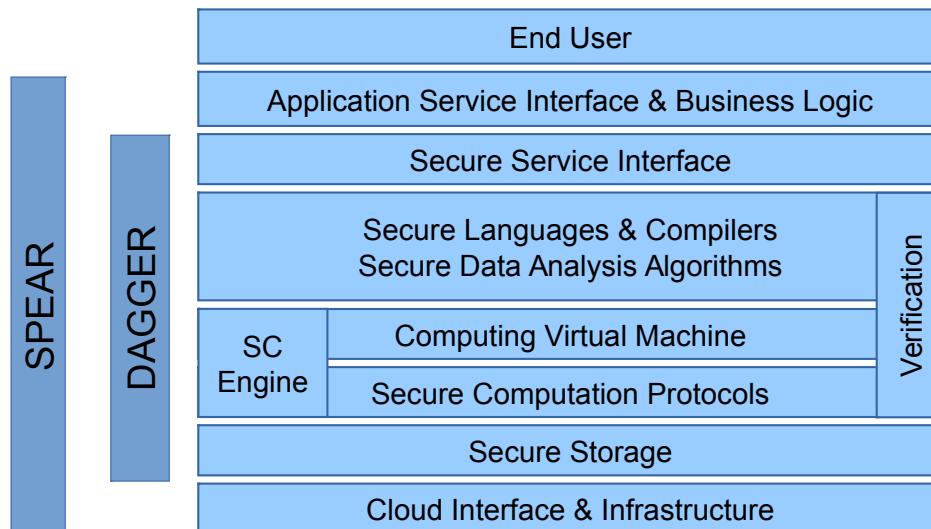 End User
Application Service Interface & Business Logic
Secure Service Interface
Secure Languages & Compilers
Secure Data Analysis Algorithms
Computing Virtual Machine
SC
Engine
Secure Computation Protocols
Secure Storage
Cloud Interface & Infrastructure
SPEAR
DAGGER
Verification